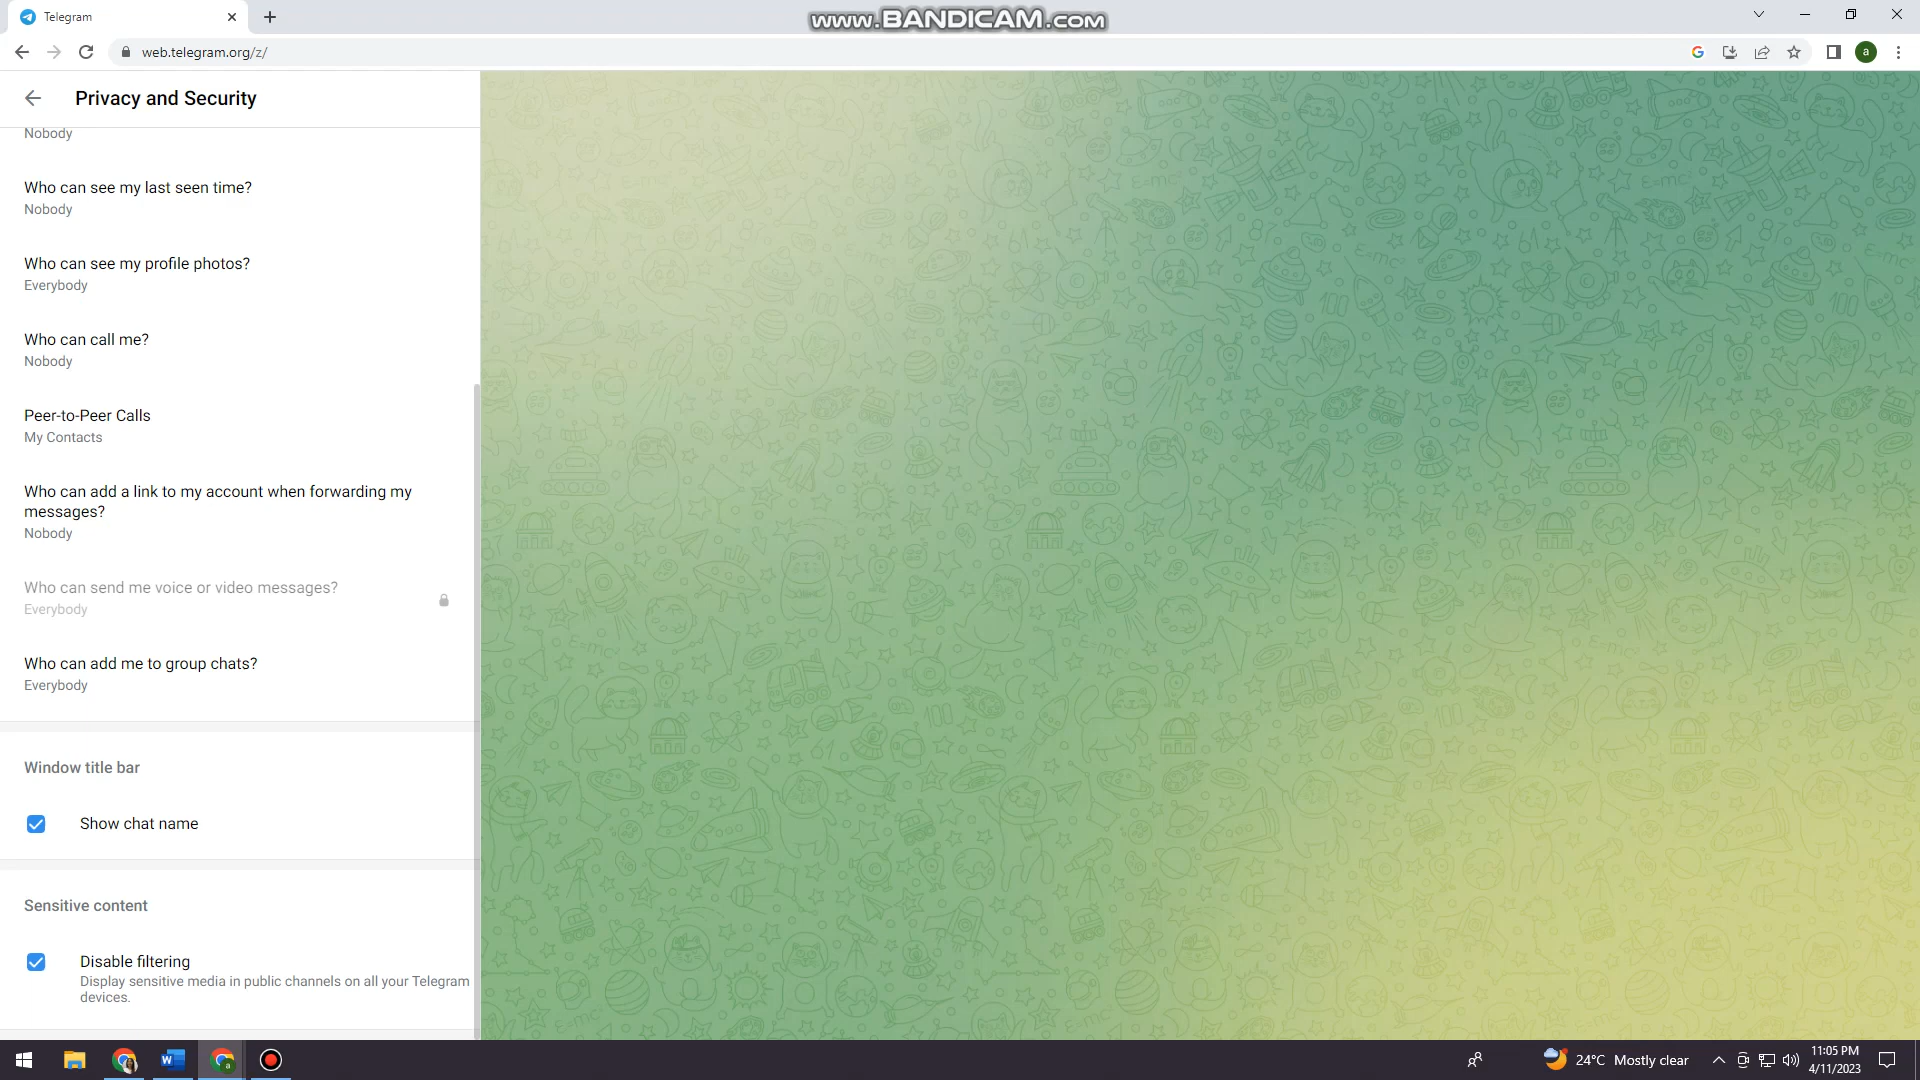 Telegram
www.BANDICAM.com
web.telegram.org/z/
a
Privacy and Security
Nobody
Who can see my last seen time?
Nobody
Who can see my profile photos?
Everybody
Who can call me?
Nobody
Peer-to-Peer Calls
My Contacts
Who can add a link to my account when forwarding my
messages?
Nobody
Who can send me voice or video messages?
Everybody
Who can add me to group chats?
Everybody
Window title bar
Show chat name
Sensitive content
Disable filtering
Display sensitive media in public channels on all your Telegram
devices.
24°C Mostly clear
11:05 PM
4/11/2023